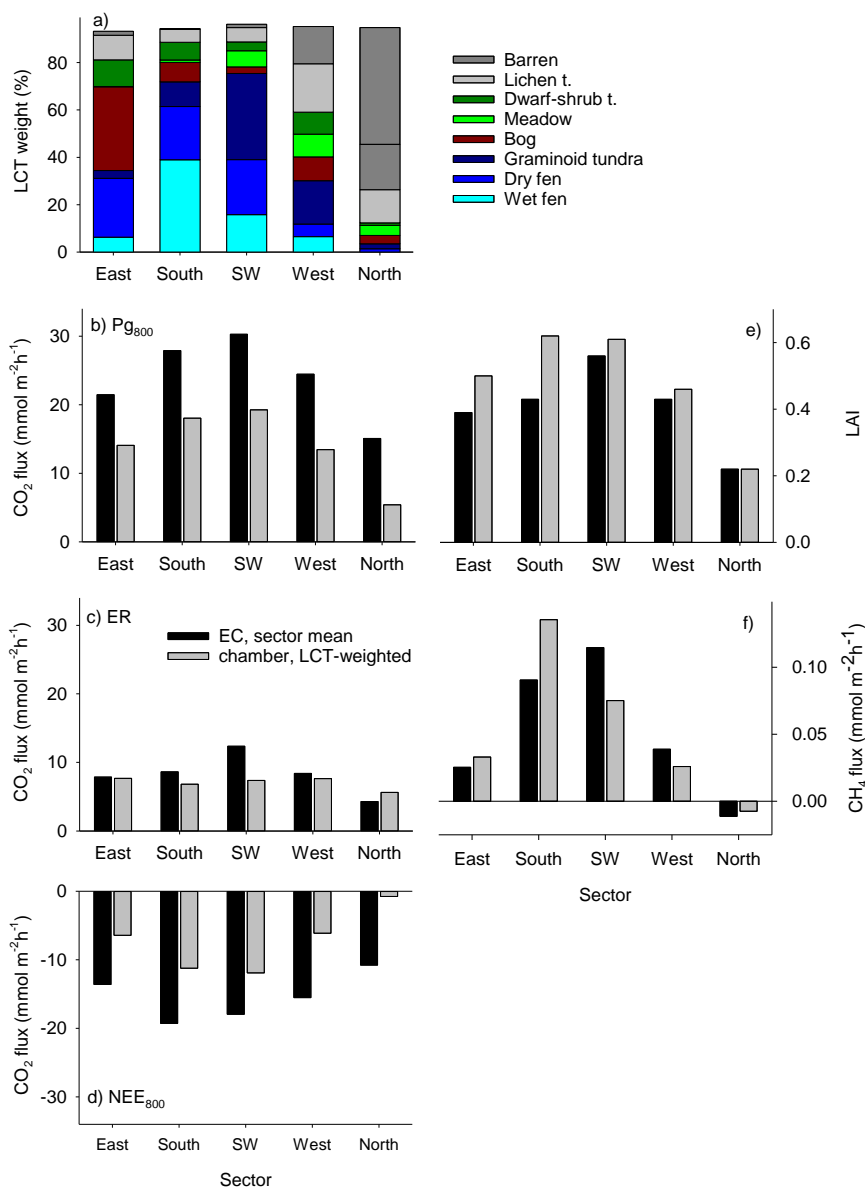 a)
LCT weight (%)
80
60
40
20
0
East South SW West North
Barren
Lichen t.
Dwarf-shrub t.
Meadow
Bog
Graminoid tundra
Dry fen
Wet fen
b) Pg800
CO2 flux (mmol m-2h-1)
30
20
10
0
East South SW West North
e)
LAI
0.6
0.4
0.2
0.0
East South SW West North
c) ER
EC, sector mean
chamber, LCT-weighted
CO2 flux (mmol m-2h-1)
30
20
10
0
East South SW West North
f)
CH4 flux (mmol m-2h-1)
0.10
0.05
0.00
East South SW West North
Sector
CO2 flux (mmol m-2h-1)
0
-10
-20
-30
d) NEE800
East South SW West North
Sector